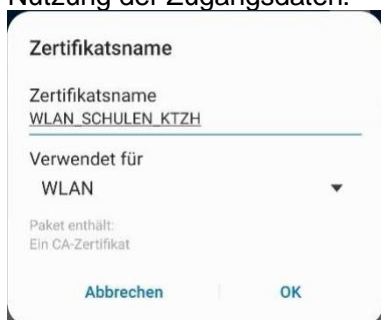 Nutzung der Zugangsdaten.
Zertifikatsname
Zertifikatsname
WLAN_SCHULEN_KTZH
Verwendet für
WLAN
Paket enthält:
Ein CA-Zertifikat
Abbrechen OK